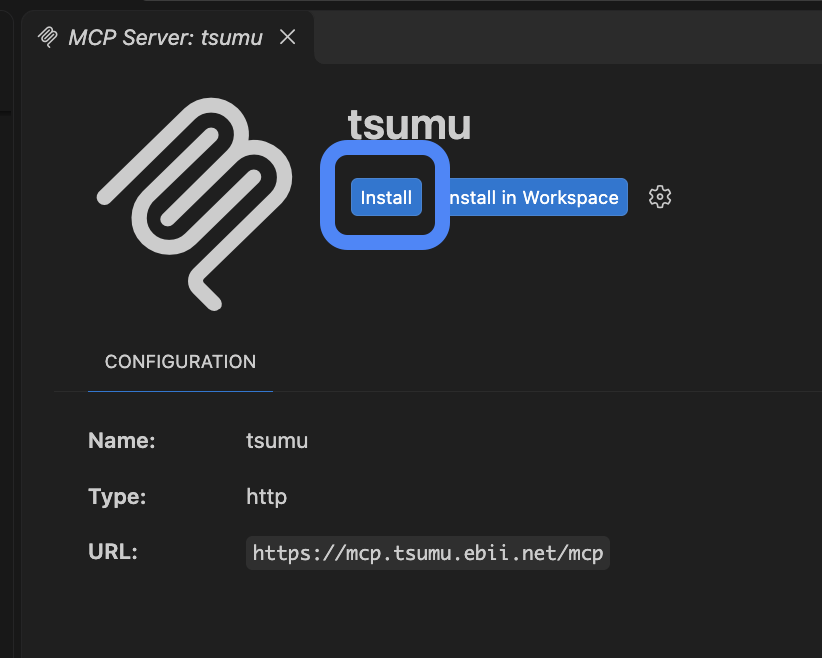 MCP Server: tsumu
tsumu
Install
nstall in Workspace
CONFIGURATION
Name: tsumu
Type: http
URL: https://mcp.tsumu.ebii.net/mcp